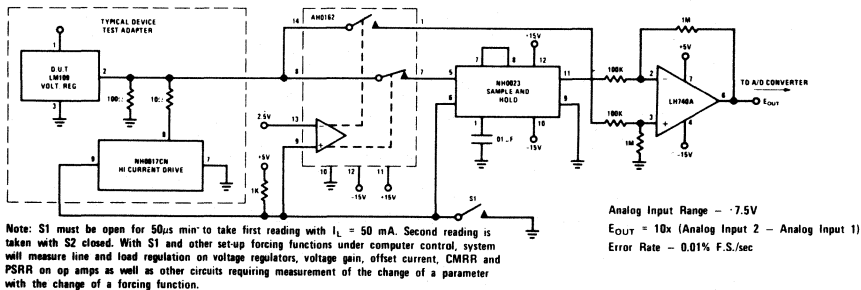 TYPICAL DEVICE
TEST ADAPTER
1
D.U.T
LM100
VOLT. REG
2
3
100Ω
10Ω
8
9
NH0017CN
HI CURRENT DRIVE
7
AH0162
14
1
8
7
2.5V
13
9
10
12
11
-15V
+15V
+5V
1K
S1
7
8
+15V
12
5
6
NH0023
SAMPLE AND
HOLD
11
9
1
10
-15V
1M
100K
100K
+5V
2
7
LH740A
6
3
4
1M
-15V
TO A/D CONVERTER
EOUT
Note: S1 must be open for 50μs min to take first reading with IL = 50 mA. Second reading is
taken with S2 closed. With S1 and other set-up forcing functions under computer control, system
will measure line and load regulation on voltage regulators, voltage gain, offset current, CMRR and
PSRR on op amps as well as other circuits requiring measurement of the change of a parameter
with the change of a forcing function.
Analog Input Range – ·7.5V
EOUT = 10x (Analog Input 2 – Analog Input 1)
Error Rate – 0.01% F.S./sec